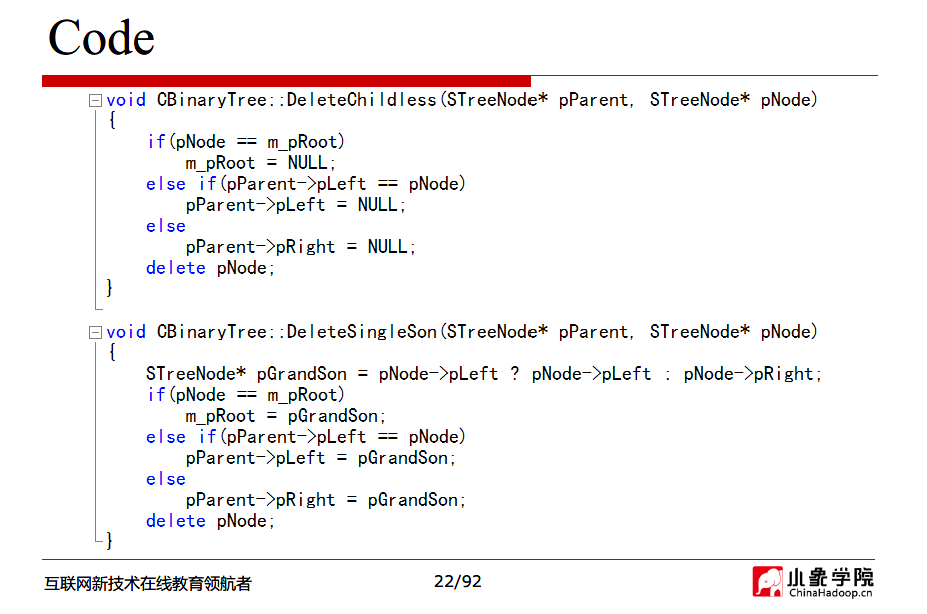 Code
void CBinaryTree::DeleteChildless(STreeNode* pParent, STreeNode* pNode)
{
    if(pNode == m_pRoot)
        m_pRoot = NULL;
    else if(pParent->pLeft == pNode)
        pParent->pLeft = NULL;
    else
        pParent->pRight = NULL;
    delete pNode;
}
void CBinaryTree::DeleteSingleSon(STreeNode* pParent, STreeNode* pNode)
{
    STreeNode* pGrandSon = pNode->pLeft ? pNode->pLeft : pNode->pRight;
    if(pNode == m_pRoot)
        m_pRoot = pGrandSon;
    else if(pParent->pLeft == pNode)
        pParent->pLeft = pGrandSon;
    else
        pParent->pRight = pGrandSon;
    delete pNode;
}
互联网新技术在线教育领航者
22/92
小象学院
ChinaHadoop.cn